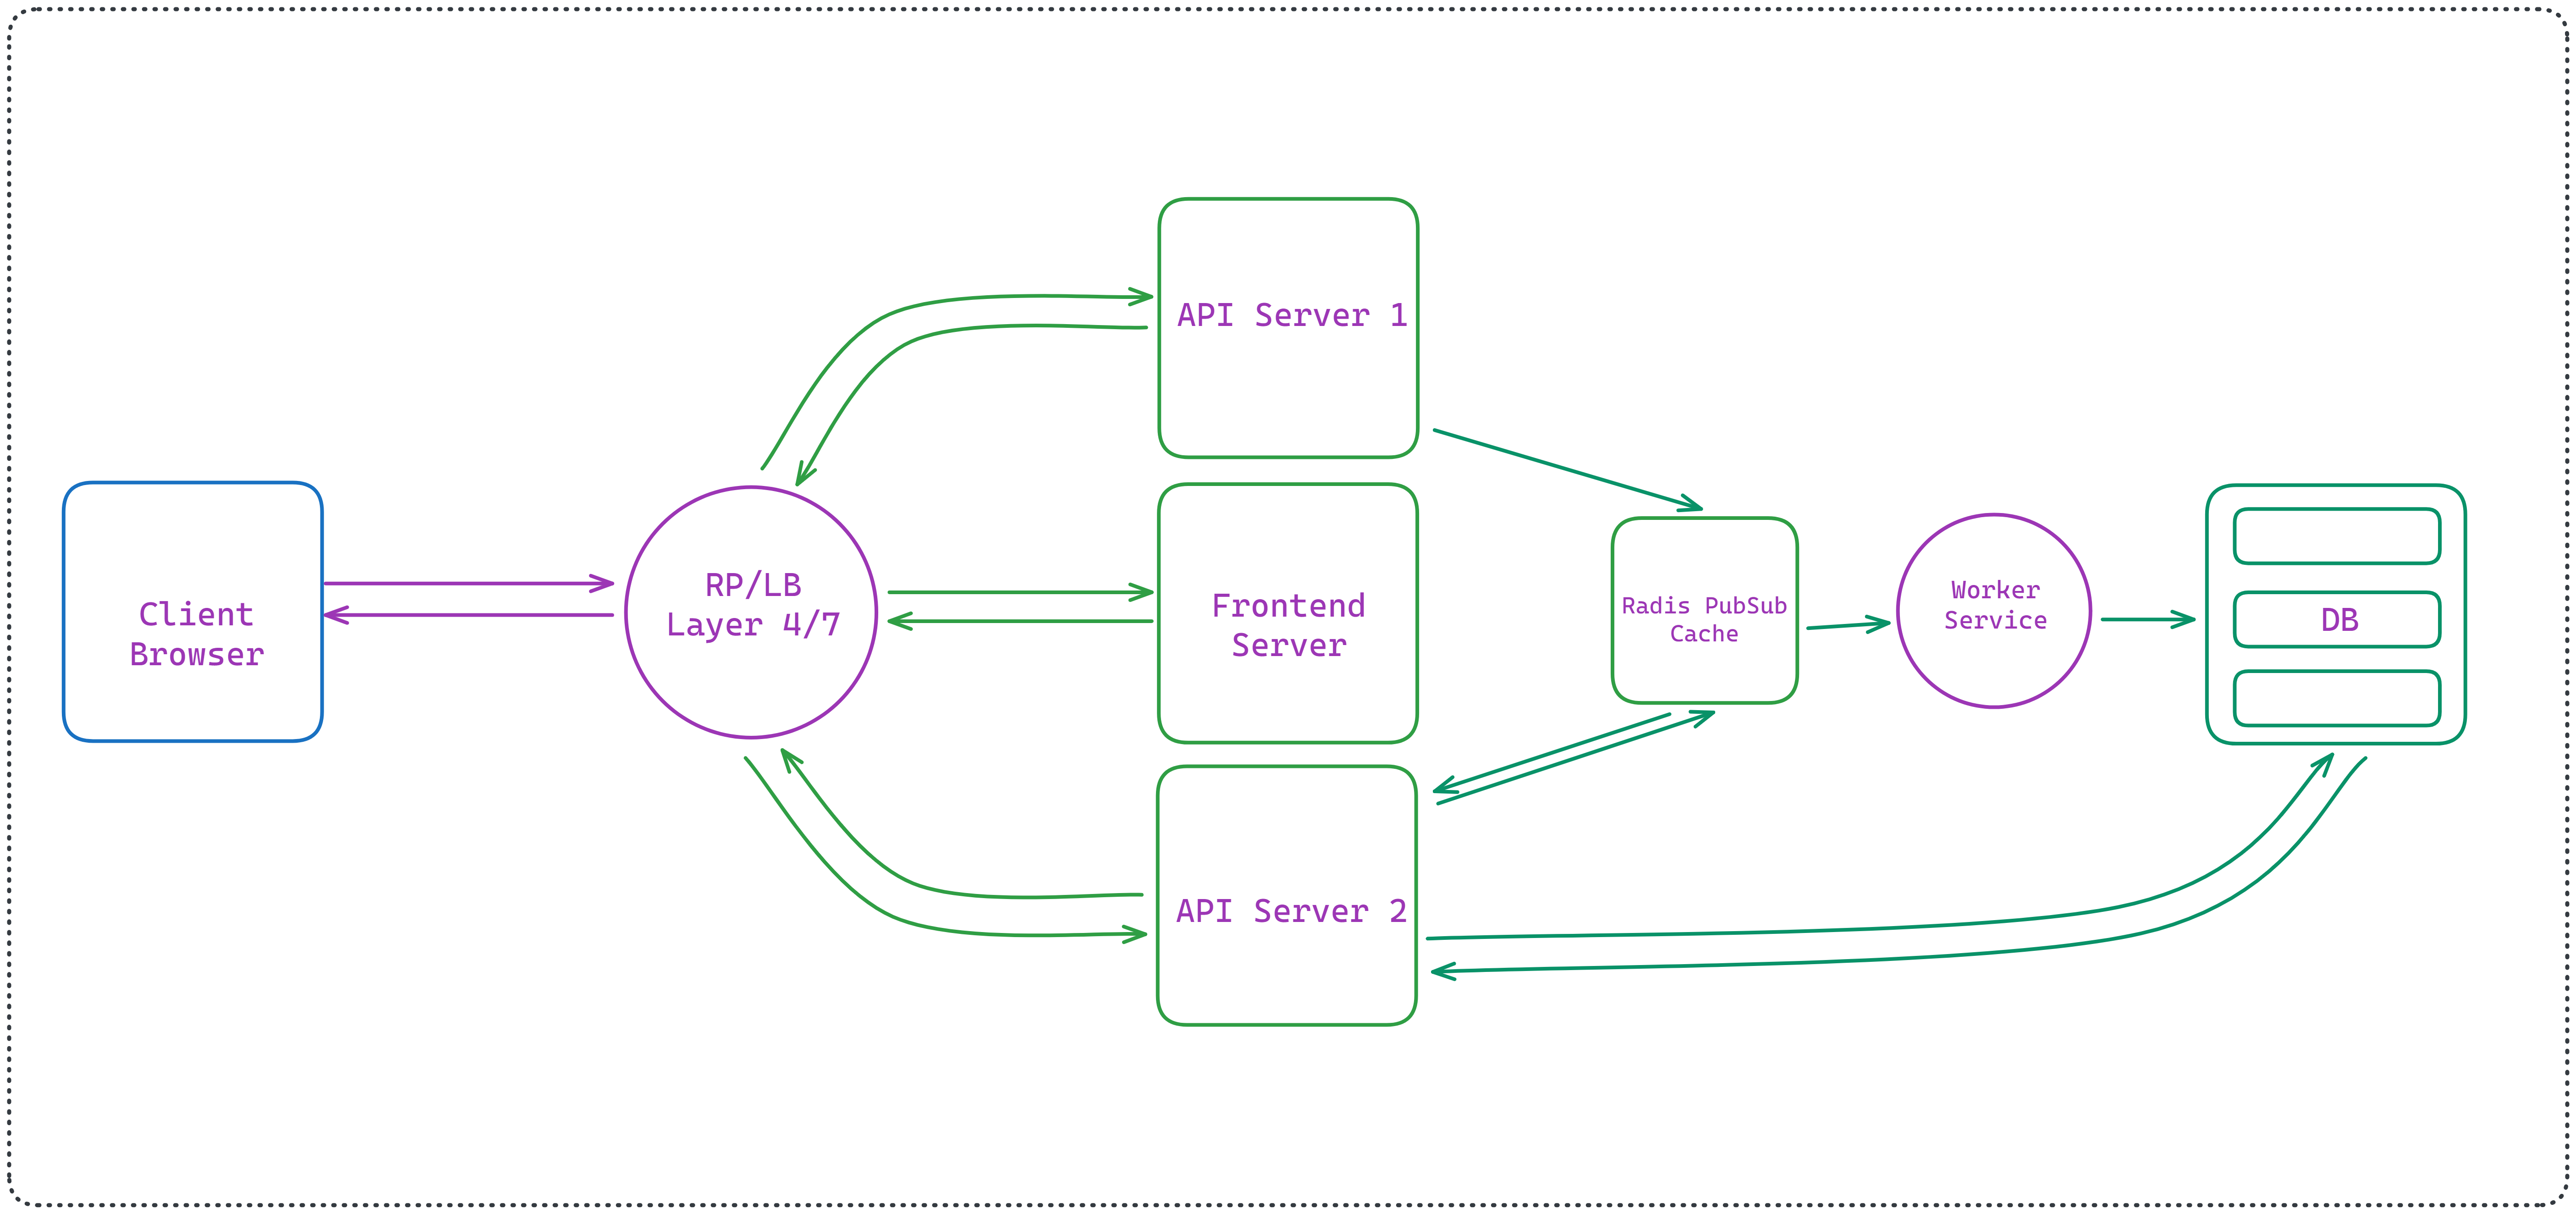 API Server 1
Client
Browser
RP/LB
Layer 4/7
Frontend
Server
Radis PubSub
Cache
Worker
Service
DB
API Server 2